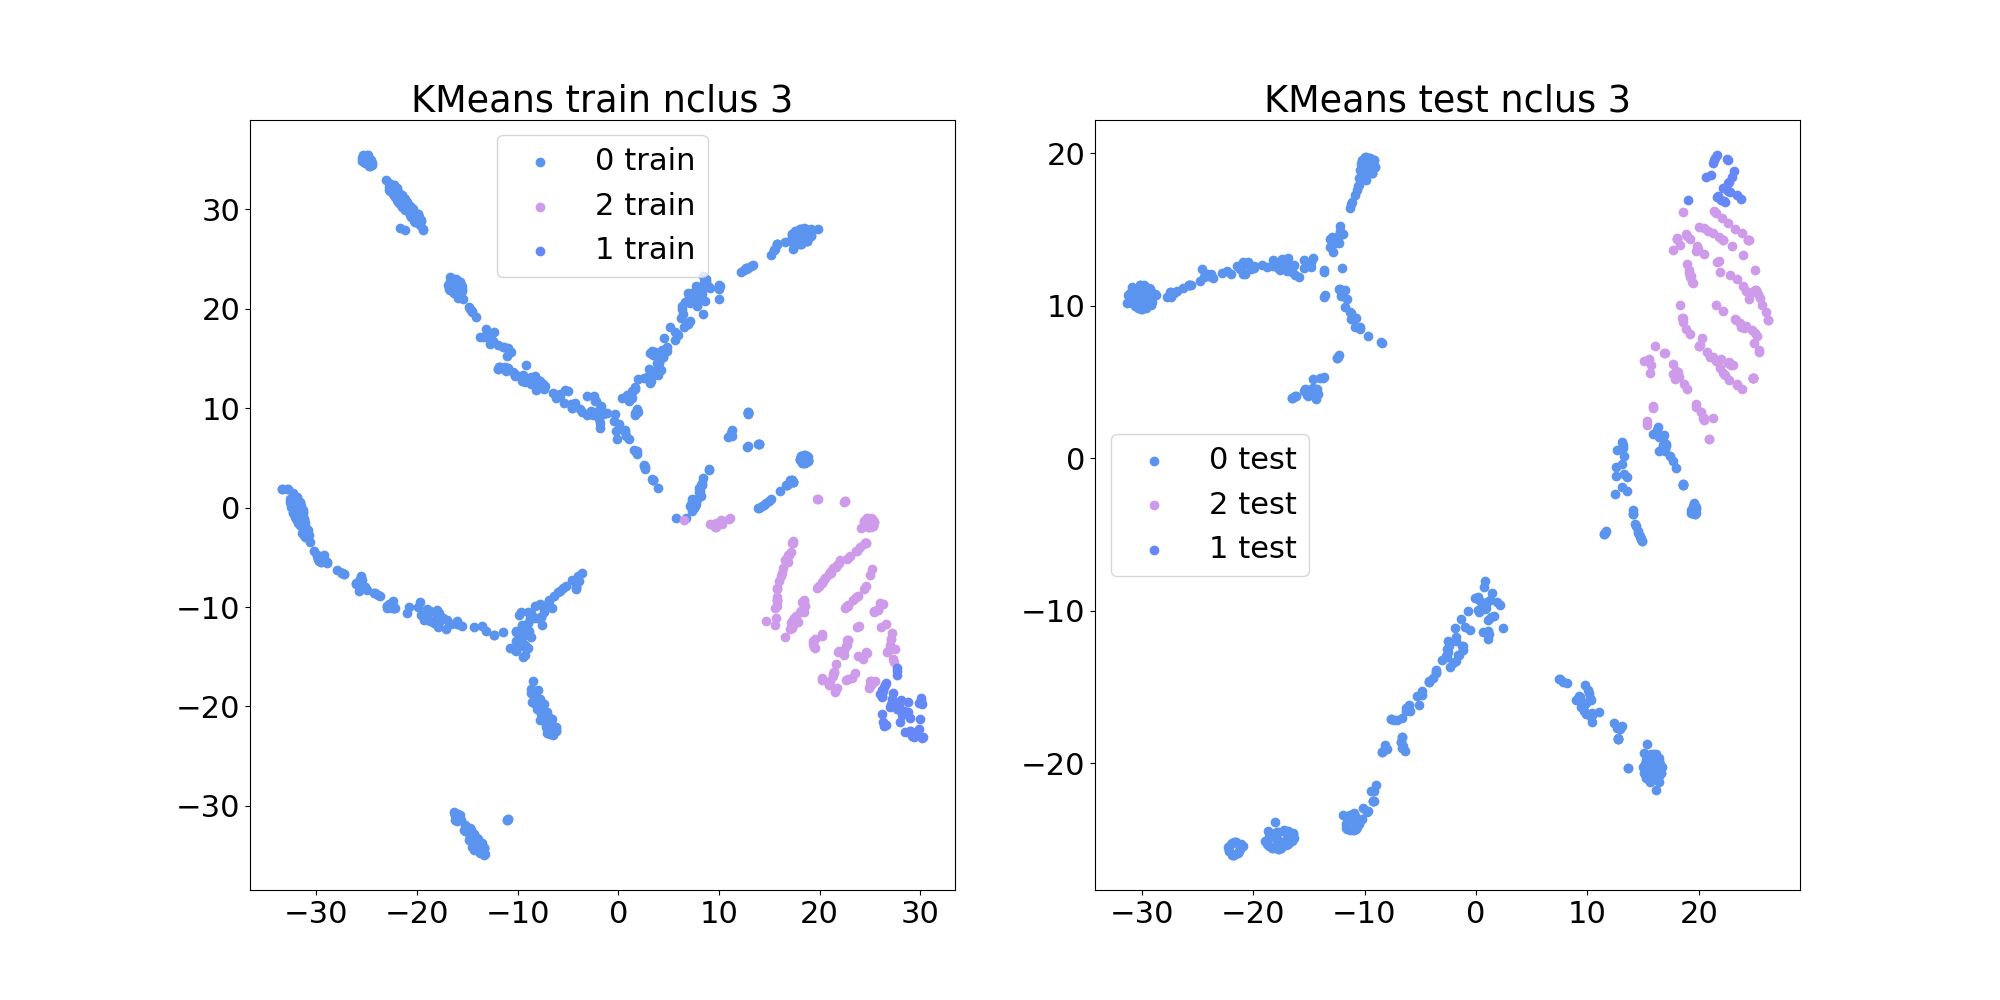 KMeans train nclus 3
0 train
2 train
1 train
30
20
10
0
−10
−20
−30
−30 −20 −10 0 10 20 30
KMeans test nclus 3
0 test
2 test
1 test
20
10
0
−10
−20
−30 −20 −10 0 10 20